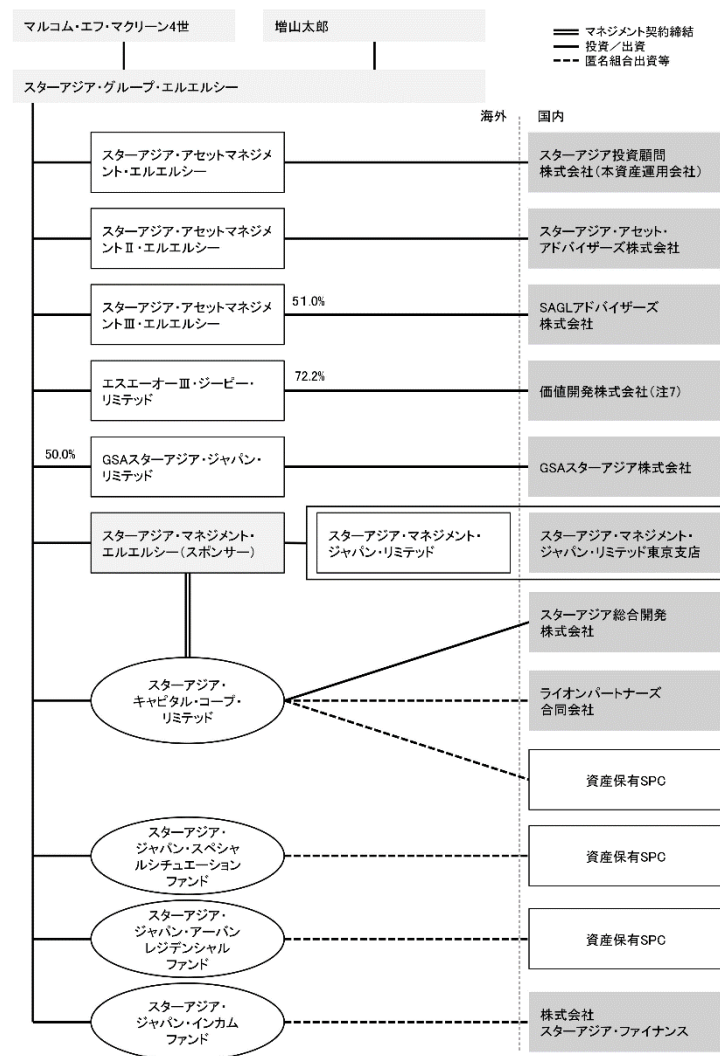 マルコム・エフ・マクリーン4世
増山太郎
マネジメント契約締結
投資／出資
匿名組合出資等
スターアジア・グループ・エルエルシー
海外
国内
スターアジア・アセットマネジメ
ント・エルエルシー
スターアジア投資顧問
株式会社（本資産運用会社）
スターアジア・アセットマネジメ
ントⅡ・エルエルシー
スターアジア・アセット・
アドバイザーズ株式会社
スターアジア・アセットマネジメ
ントⅢ・エルエルシー
51.0%
SAGLアドバイザーズ
株式会社
エスエーオーⅢ・ジーピー・
リミテッド
72.2%
価値開発株式会社（注7）
50.0%
GSAスターアジア・ジャパン・
リミテッド
GSAスターアジア株式会社
スターアジア・マネジメント・
エルエルシー（スポンサー）
スターアジア・マネジメント・
ジャパン・リミテッド
スターアジア・マネジメント・
ジャパン・リミテッド東京支店
スターアジア総合開発
株式会社
スターアジア・
キャピタル・コープ・
リミテッド
ライオンパートナーズ
合同会社
資産保有SPC
スターアジア・
ジャパン・スペシャ
ルシチュエーション
ファンド
資産保有SPC
スターアジア・
ジャパン・アーバン
レジデンシャル
ファンド
資産保有SPC
スターアジア・
ジャパン・インカム
ファンド
株式会社
スターアジア・ファイナンス